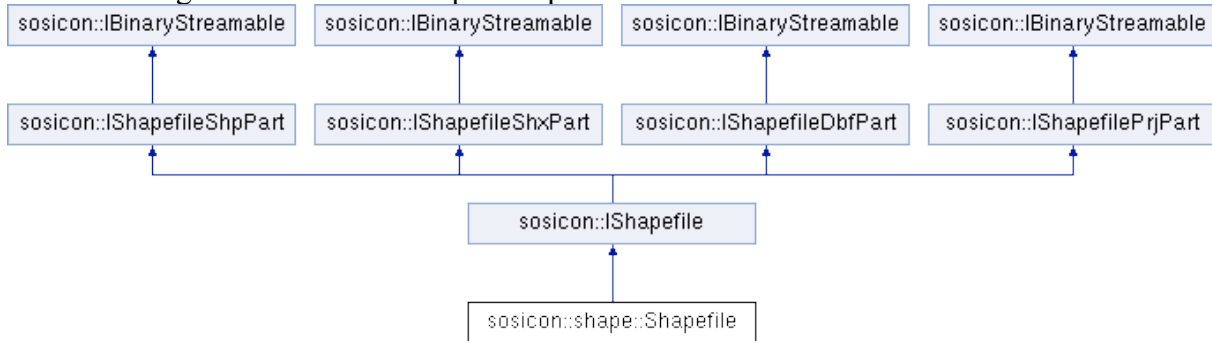 sosicon::IBinaryStreamable sosicon::IBinaryStreamable sosicon::IBinaryStreamable sosicon::IBinaryStreamable
sosicon::IShapefileShpPart sosicon::IShapefileShxPart sosicon::IShapefileDbfPart sosicon::IShapefilePrjPart
sosicon::IShapefile
sosicon::shape::Shapefile